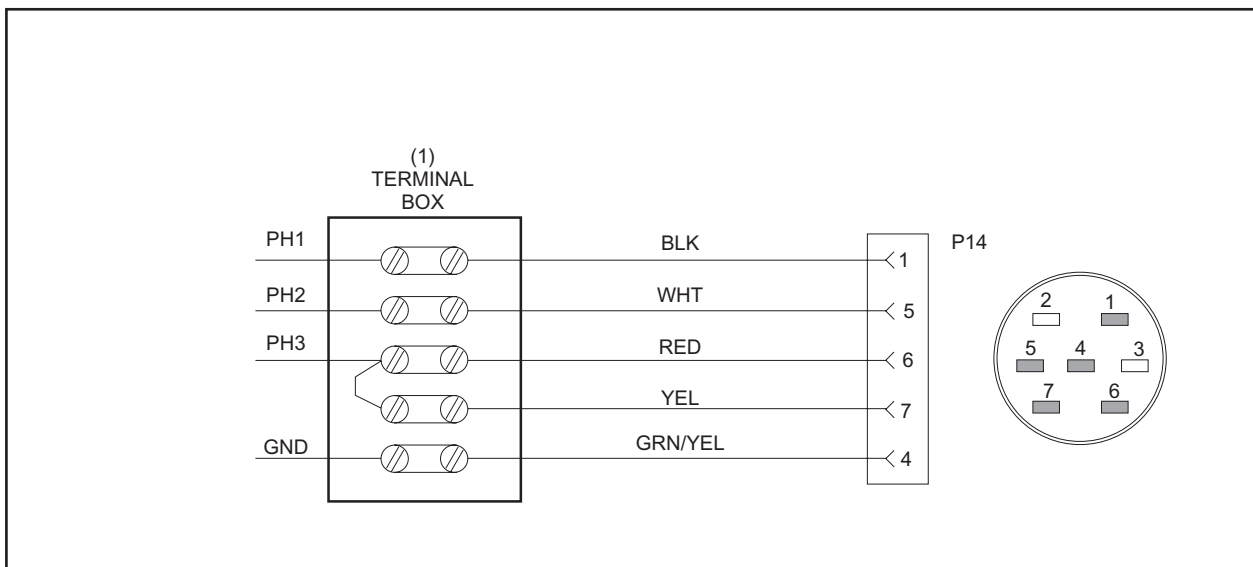 (1)
TERMINAL
BOX
PH1
BLK
1
P14
PH2
WHT
5
PH3
RED
6
YEL
7
GND
GRN/YEL
4
2 1
5 4 3
7 6